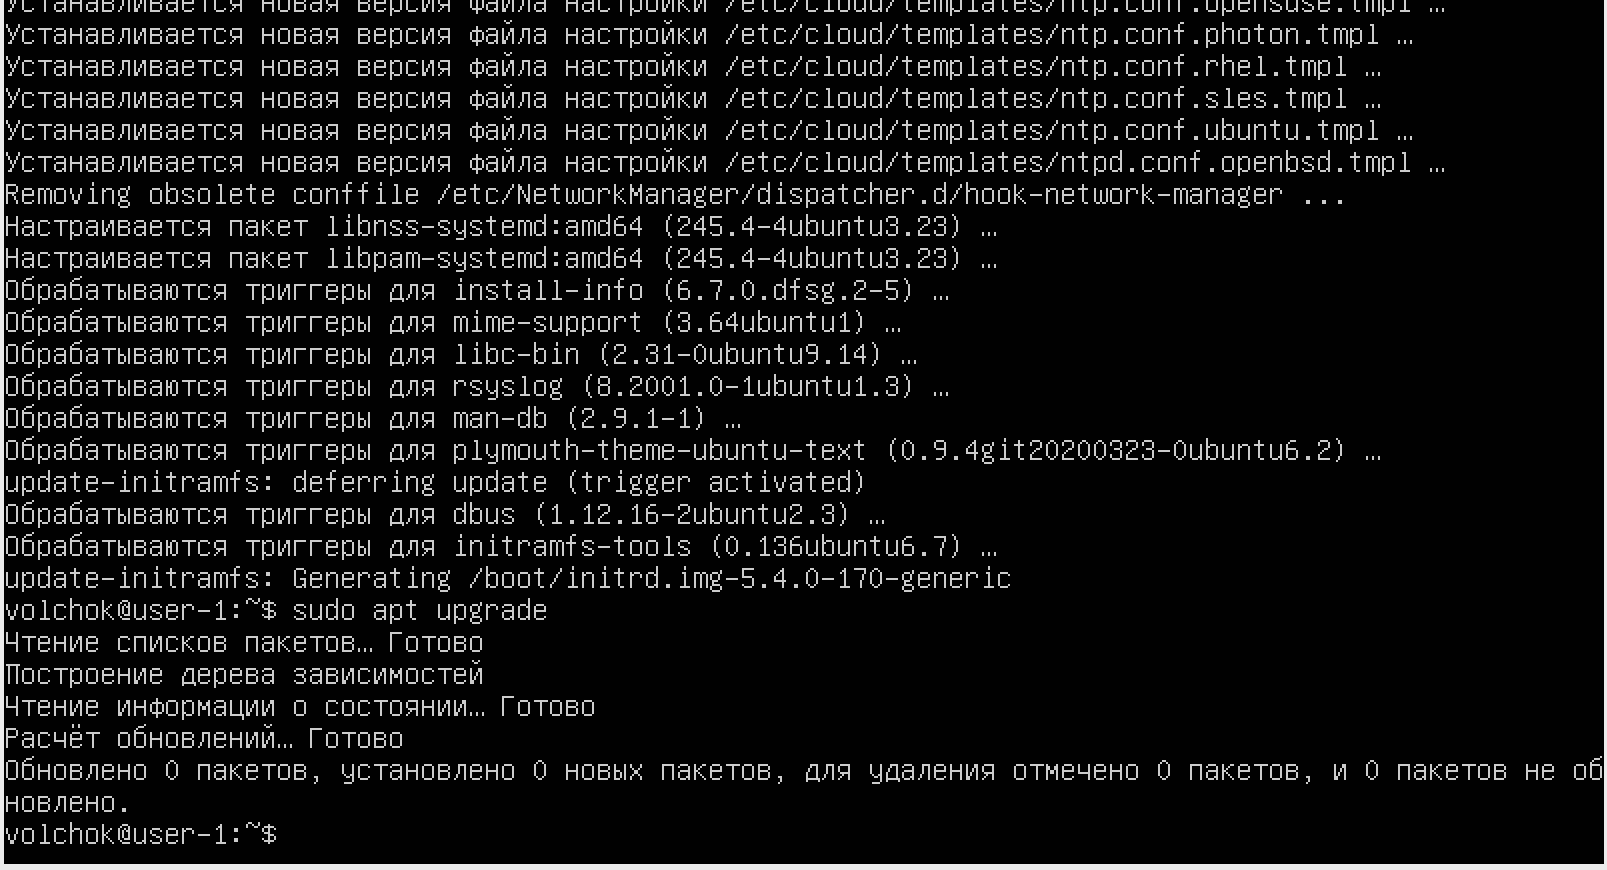 Устанавливается новая версия файла настройки /etc/cloud/templates/ntp.conf.opensuse.tmpl …
Устанавливается новая версия файла настройки /etc/cloud/templates/ntp.conf.photon.tmpl …
Устанавливается новая версия файла настройки /etc/cloud/templates/ntp.conf.rhel.tmpl …
Устанавливается новая версия файла настройки /etc/cloud/templates/ntp.conf.sles.tmpl …
Устанавливается новая версия файла настройки /etc/cloud/templates/ntp.conf.ubuntu.tmpl …
Устанавливается новая версия файла настройки /etc/cloud/templates/ntpd.conf.openbsd.tmpl …
Removing obsolete conffile /etc/NetworkManager/dispatcher.d/hook-network-manager ...
Настраивается пакет libnss-systemd:amd64 (245.4-4ubuntu3.23) …
Настраивается пакет libpam-systemd:amd64 (245.4-4ubuntu3.23) …
Обрабатываются триггеры для install-info (6.7.0.dfsg.2-5) …
Обрабатываются триггеры для mime-support (3.64ubuntu1) …
Обрабатываются триггеры для libc-bin (2.31-0ubuntu9.14) …
Обрабатываются триггеры для rsyslog (8.2001.0-1ubuntu1.3) …
Обрабатываются триггеры для man-db (2.9.1-1) …
Обрабатываются триггеры для plymouth-theme-ubuntu-text (0.9.4git20200323-0ubuntu6.2) …
update-initramfs: deferring update (trigger activated)
Обрабатываются триггеры для dbus (1.12.16-2ubuntu2.3) …
Обрабатываются триггеры для initramfs-tools (0.136ubuntu6.7) …
update-initramfs: Generating /boot/initrd.img-5.4.0-170-generic
volchok@user-1:~$ sudo apt upgrade
Чтение списков пакетов… Готово
Построение дерева зависимостей
Чтение информации о состоянии… Готово
Расчёт обновлений… Готово
Обновлено 0 пакетов, установлено 0 новых пакетов, для удаления отмечено 0 пакетов, и 0 пакетов не об
новлено.
volchok@user-1:~$